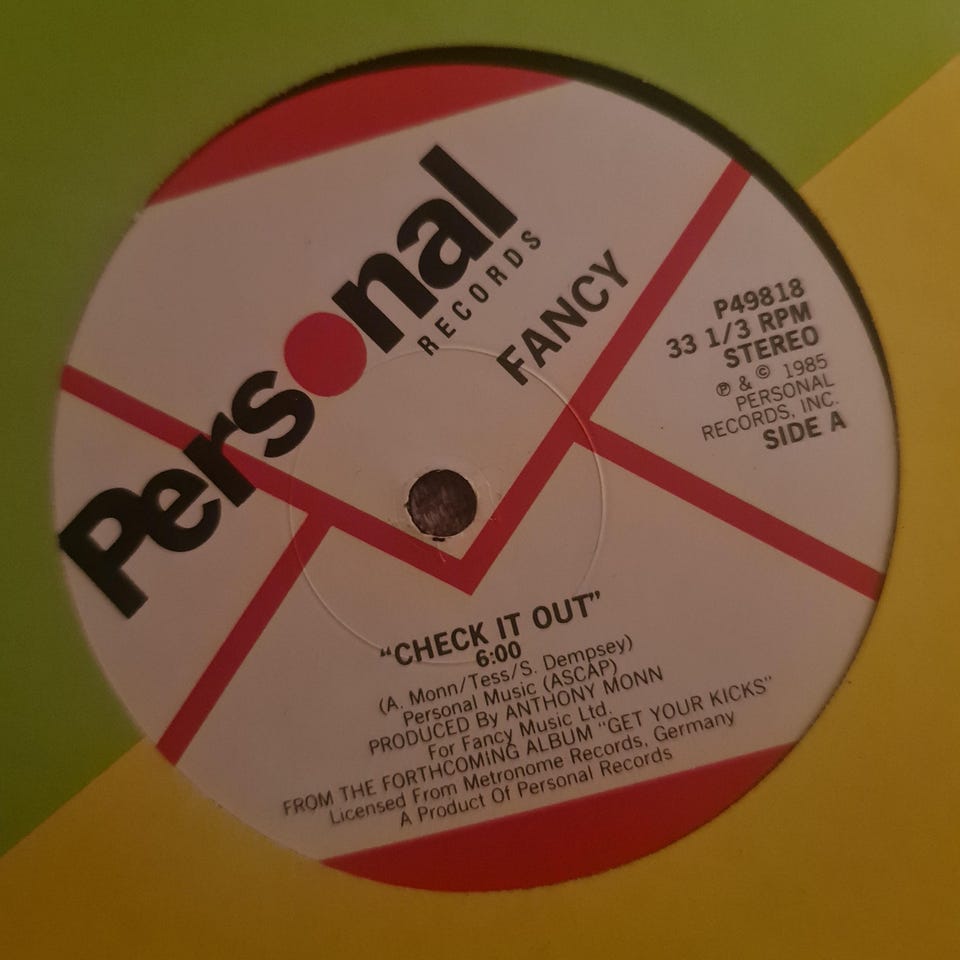 Personal
RECORDS
FANCY
P49818
33 1/3 RPM
STEREO
℗ & © 1985
PERSONAL
RECORDS, INC.
SIDE A
“CHECK IT OUT”
6:00
(A. Monn/Tess/S. Dempsey)
Personal Music (ASCAP)
PRODUCED By ANTHONY MONN
For Fancy Music Ltd.
FROM THE FORTHCOMING ALBUM “GET YOUR KICKS”
Licensed From Metronome Records, Germany
A Product Of Personal Records